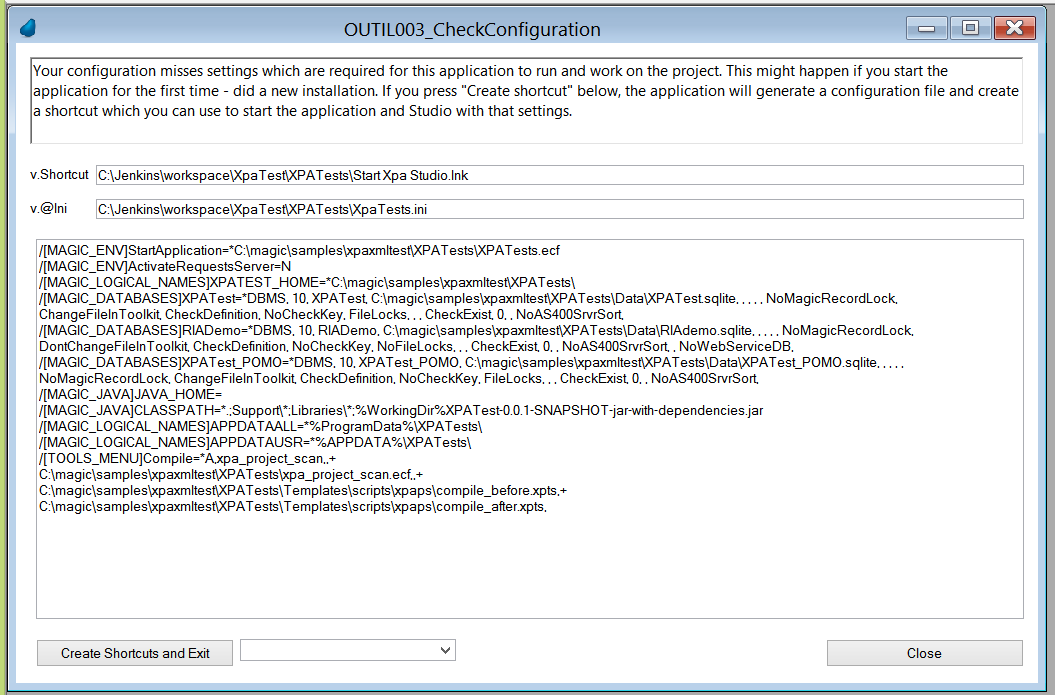 OUTIL003_CheckConfiguration
Your configuration misses settings which are required for this application to run and work on the project. This might happen if you start the
application for the first time - did a new installation. If you press "Create shortcut" below, the application will generate a configuration file and create
a shortcut which you can use to start the application and Studio with that settings.
v.Shortcut C:\Jenkins\workspace\XpaTest\XPATests\Start Xpa Studio.lnk
v.@Ini C:\Jenkins\workspace\XpaTest\XPATests\XpaTests.ini
/[MAGIC_ENV]StartApplication=*C:\magic\samples\xpaxmltest\XPATests\XPATests.ecf
/[MAGIC_ENV]ActivateRequestsServer=N
/[MAGIC_LOGICAL_NAMES]XPATEST_HOME=*C:\magic\samples\xpaxmltest\XPATests\
/[MAGIC_DATABASES]XPATest=*DBMS, 10, XPATest, C:\magic\samples\xpaxmltest\XPATests\Data\XPATest.sqlite, , , , , NoMagicRecordLock,
ChangeFileInToolkit, CheckDefinition, NoCheckKey, FileLocks, , , CheckExist, 0, , NoAS400SrvrSort,
/[MAGIC_DATABASES]RIADemo=*DBMS, 10, RIADemo, C:\magic\samples\xpaxmltest\XPATests\Data\RIAdemo.sqlite, , , , , NoMagicRecordLock,
DontChangeFileInToolkit, CheckDefinition, NoCheckKey, NoFileLocks, , , CheckExist, 0, , NoAS400SrvrSort, , NoWebServiceDB,
/[MAGIC_DATABASES]XPATest_POMO=*DBMS, 10, XPATest_POMO, C:\magic\samples\xpaxmltest\XPATests\Data\XPATest_POMO.sqlite, , , , ,
NoMagicRecordLock, ChangeFileInToolkit, CheckDefinition, NoCheckKey, FileLocks, , , CheckExist, 0, , NoAS400SrvrSort,
/[MAGIC_JAVA]JAVA_HOME=
/[MAGIC_JAVA]CLASSPATH=*.;Support\*;Libraries\*;%WorkingDir%XPATest-0.0.1-SNAPSHOT-jar-with-dependencies.jar
/[MAGIC_LOGICAL_NAMES]APPDATAALL=*%ProgramData%\XPATests\
/[MAGIC_LOGICAL_NAMES]APPDATAUSR=*%APPDATA%\XPATests\
/[TOOLS_MENU]Compile=*A,xpa_project_scan,,+
C:\magic\samples\xpaxmltest\XPATests\xpa_project_scan.ecf,,+
C:\magic\samples\xpaxmltest\XPATests\Templates\scripts\xpaps\compile_before.xpts,+
C:\magic\samples\xpaxmltest\XPATests\Templates\scripts\xpaps\compile_after.xpts,
Create Shortcuts and Exit
Close